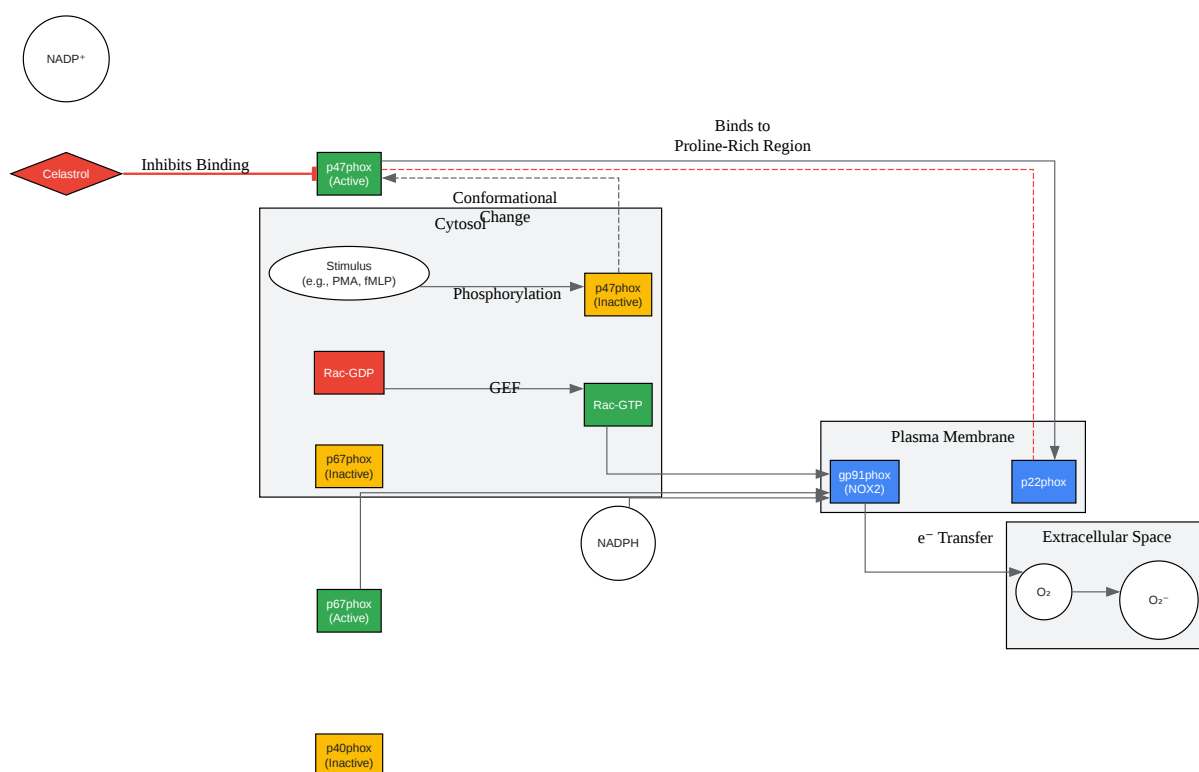 NADP⁺
Binds to
Proline-Rich Region
Celastrol
Inhibits Binding
p47phox
(Active)
Conformational
Change
Cytosol
Stimulus
(e.g., PMA, fMLP)
Phosphorylation
p47phox
(Inactive)
Rac-GDP
GEF
Rac-GTP
p67phox
(Inactive)
Plasma Membrane
gp91phox
(NOX2)
p22phox
NADPH
e⁻ Transfer
Extracellular Space
O₂
O₂⁻
p67phox
(Active)
p40phox
(Inactive)